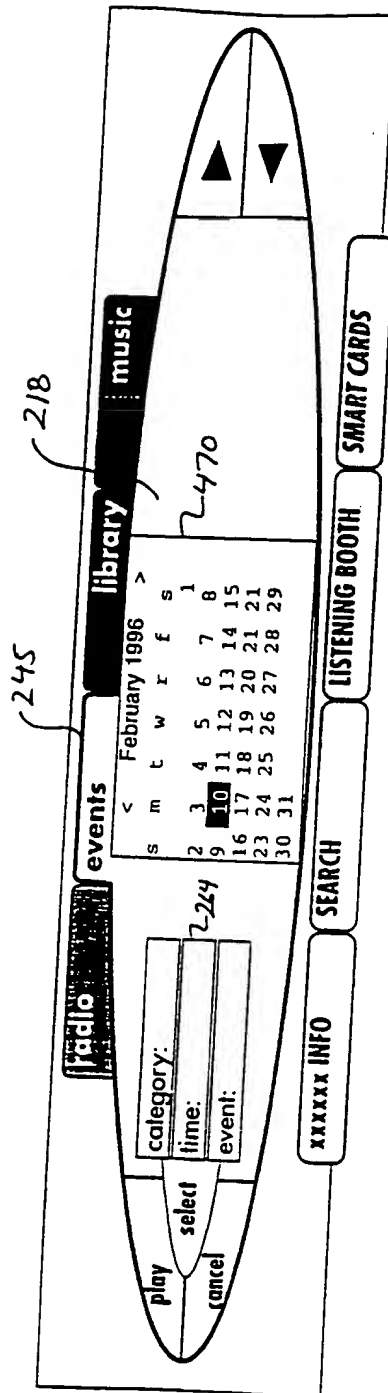 245
218
radio
events
library
music
play
select
cancel
category:
time:
event:
264
< February 1996 >
s m t w r f s
1
2 3 4 5 6 7 8
9 10 11 12 13 14 15
16 17 18 19 20 21 21
23 24 25 26 27 28 29
30 31
470
xxxxxx INFO
SEARCH
LISTENING BOOTH
SMART CARDS